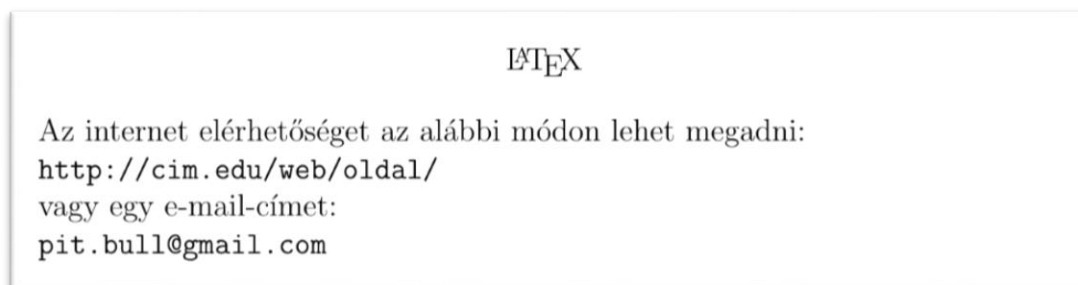 LATEX
Az internet elérhetőséget az alábbi módon lehet megadni:
http://cim.edu/web/oldal/
vagy egy e-mail-címet:
pit.bull@gmail.com